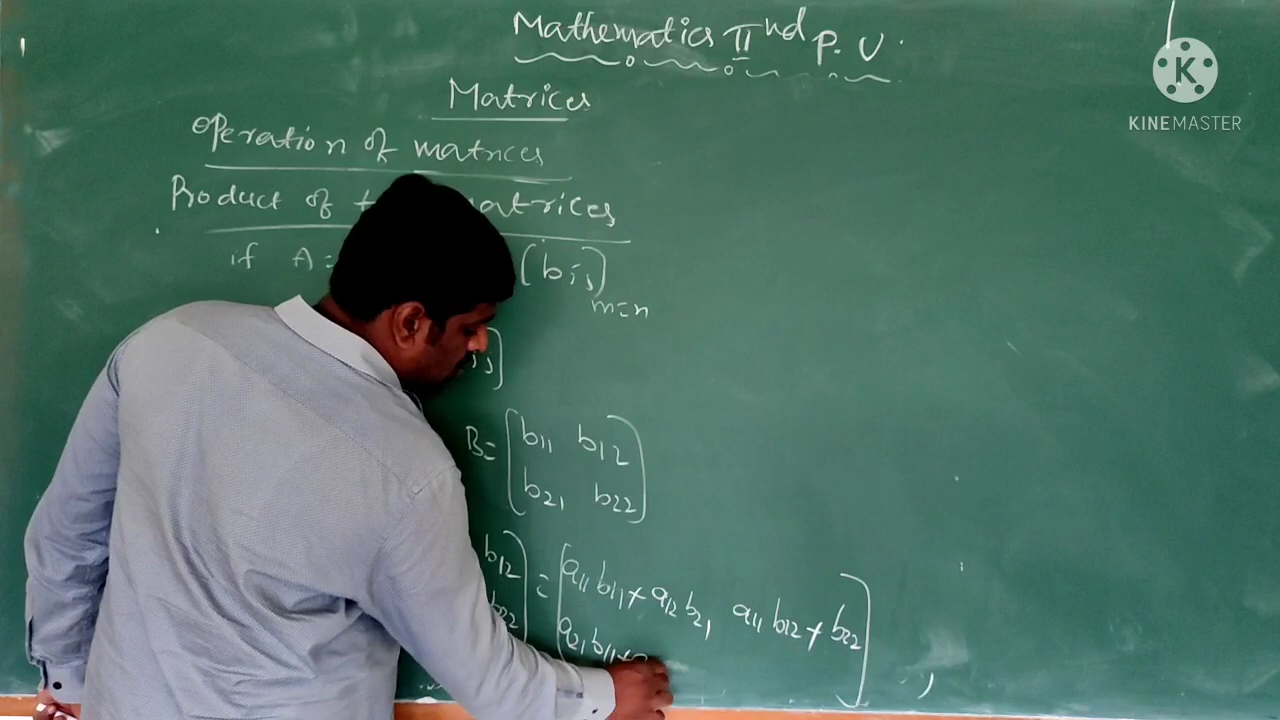 Mathematics IInd P. U.
KINEMASTER
Matrices
operation of matrices
Product of matrices
if A = (bij)m=n
ij]
B= [b11 b12
b21 b22]
b12
b22] = [a11 b11 + a12 b21 a11 b12 + b22
a21 b11 + ]